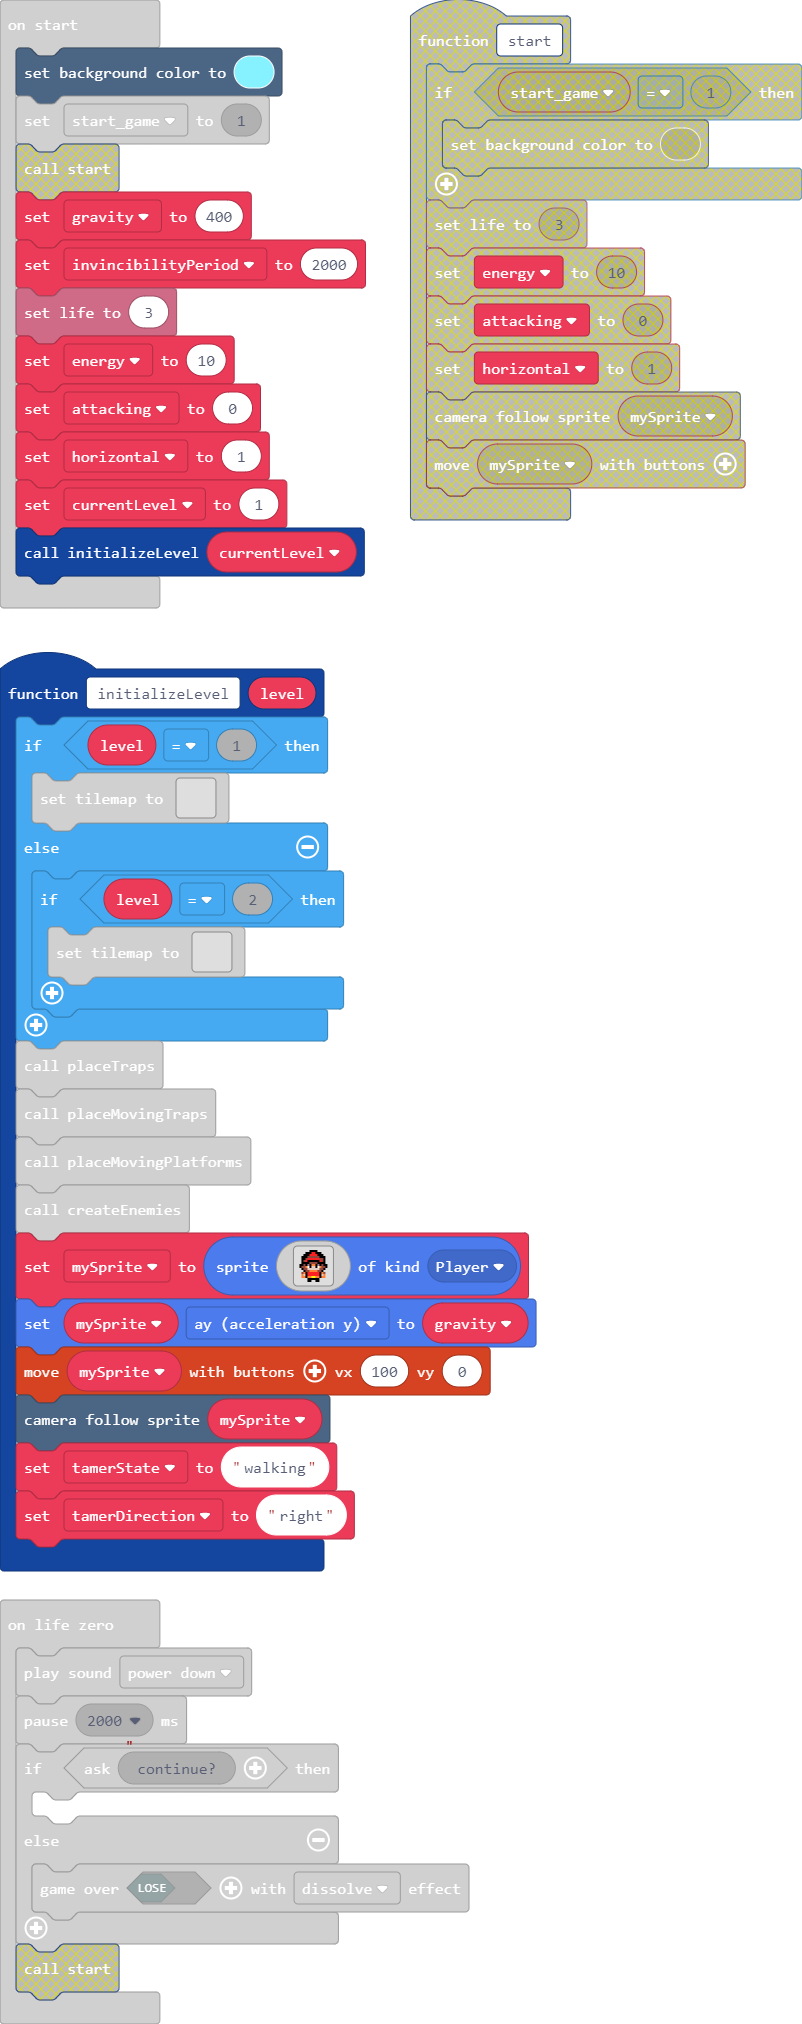 on start
set background color to
set start_game to 1
call start
set gravity to 400
set invincibilityPeriod to 2000
set life to 3
set energy to 10
set attacking to 0
set horizontal to 1
set currentLevel to 1
call initializeLevel currentLevel
function start
if start_game = 1 then
set background color to
set life to 3
set energy to 10
set attacking to 0
set horizontal to 1
camera follow sprite mySprite
move mySprite with buttons
function initializeLevel level
if level = 1 then
set tilemap to
else
if level = 2 then
set tilemap to
call placeTraps
call placeMovingTraps
call placeMovingPlatforms
call createEnemies
set mySprite to sprite of kind Player
set mySprite ay (acceleration y) to gravity
move mySprite with buttons vx 100 vy 0
camera follow sprite mySprite
set tamerState to "walking"
set tamerDirection to "right"
on life zero
play sound power down
pause 2000 ms
if ask "continue? then
else
game over LOSE with dissolve effect
call start